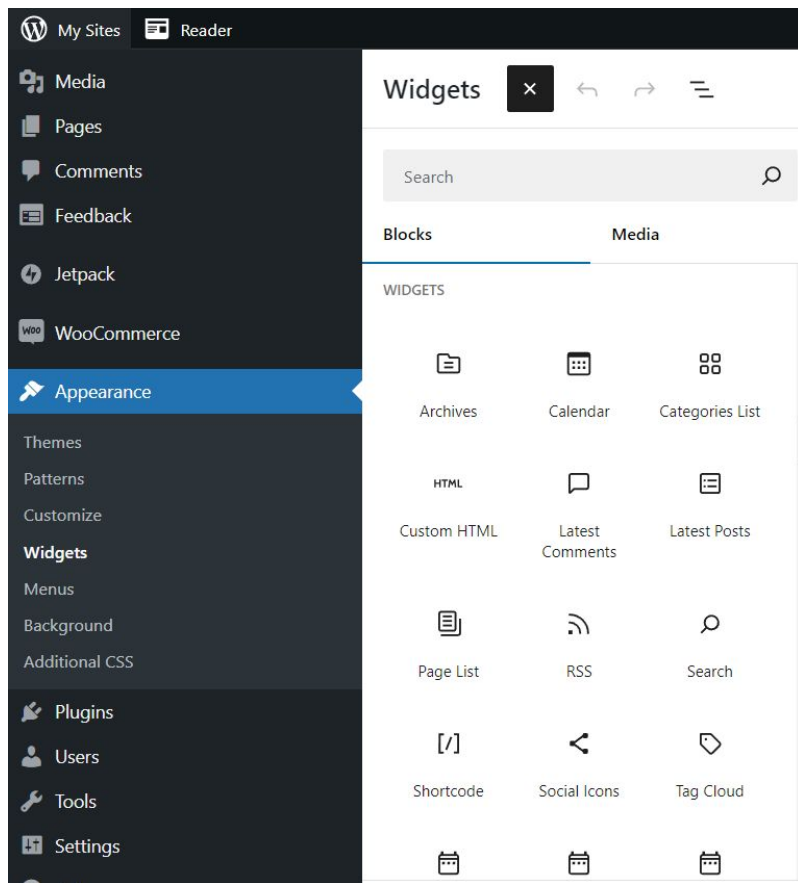 My Sites Reader
Media
Pages
Comments
Feedback
Jetpack
Woo WooCommerce
Appearance
Themes
Patterns
Customize
Widgets
Menus
Background
Additional CSS
Plugins
Users
Tools
Settings
Widgets
Search
Blocks Media
WIDGETS
Archives Calendar Categories List
HTML
Custom HTML Latest Comments Latest Posts
Page List RSS Search
[/]
Shortcode Social Icons Tag Cloud